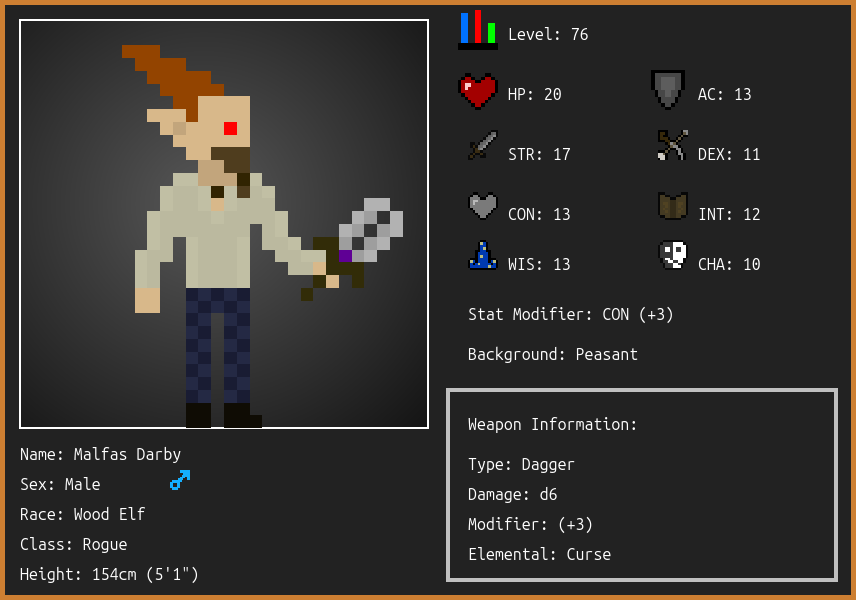 Level: 76
HP: 20
AC: 13
STR: 17
DEX: 11
CON: 13
INT: 12
WIS: 13
CHA: 10
Stat Modifier: CON (+3)
Background: Peasant
Name: Malfas Darby
Sex: Male
Race: Wood Elf
Class: Rogue
Height: 154cm (5'1")
Weapon Information:
Type: Dagger
Damage: d6
Modifier: (+3)
Elemental: Curse